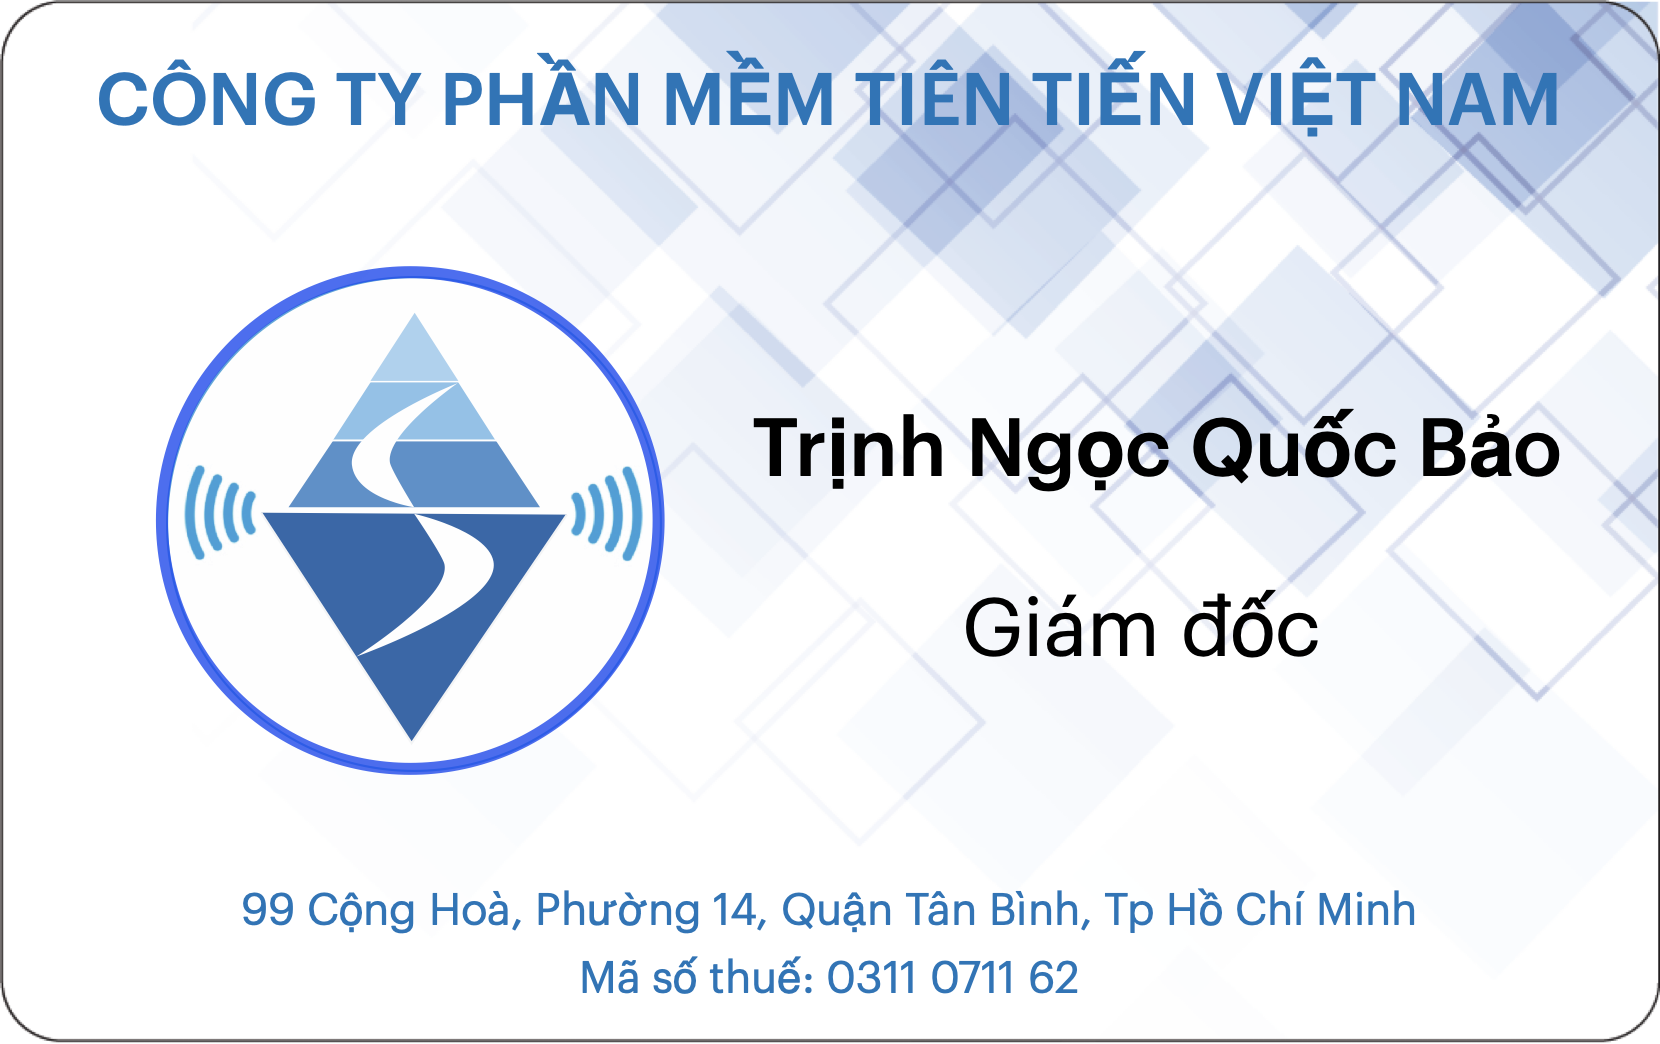 CÔNG TY PHẦN MỀM TIÊN TIẾN VIỆT NAM
Trịnh Ngọc Quốc Bảo
Giám đốc
99 Cộng Hoà, Phường 14, Quận Tân Bình, Tp Hồ Chí Minh
Mã số thuế: 0311 0711 62